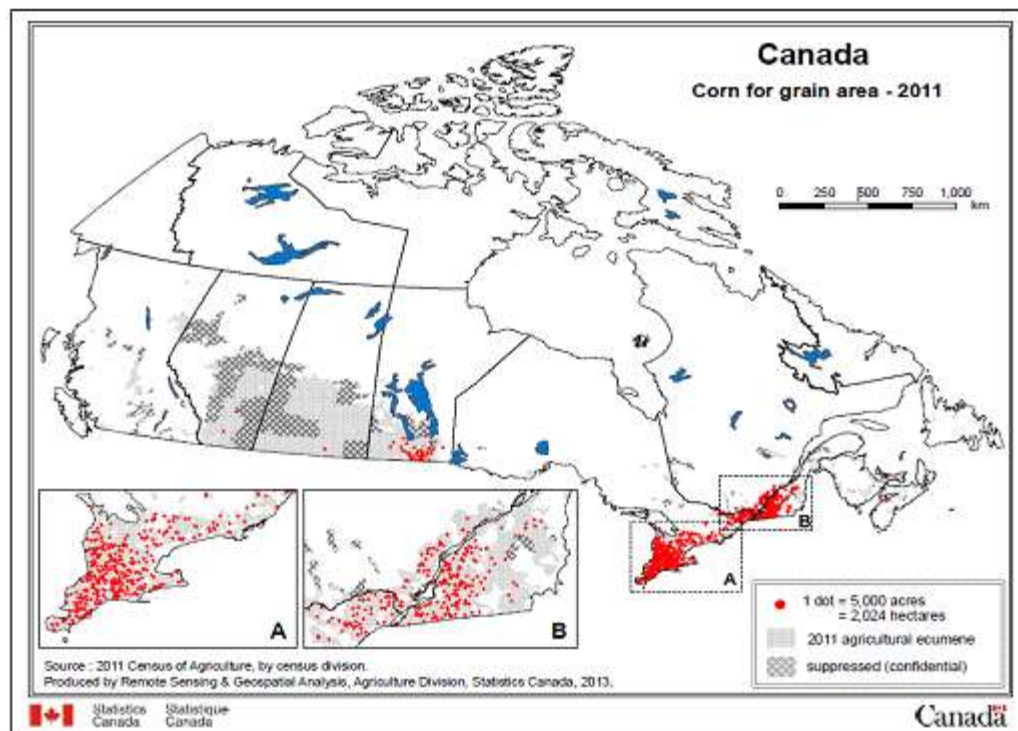 Canada
Corn for grain area - 2011
0 250 500 750 1,000
km
B
A
A
B
1 dot = 5,000 acres
= 2,024 hectares
2011 agricultural ecumene
suppressed (confidential)
Source : 2011 Census of Agriculture, by census division.
Produced by Remote Sensing & Geospatial Analysis, Agriculture Division, Statistics Canada, 2013.
Statistics Statistique
Canada Canada
Canada